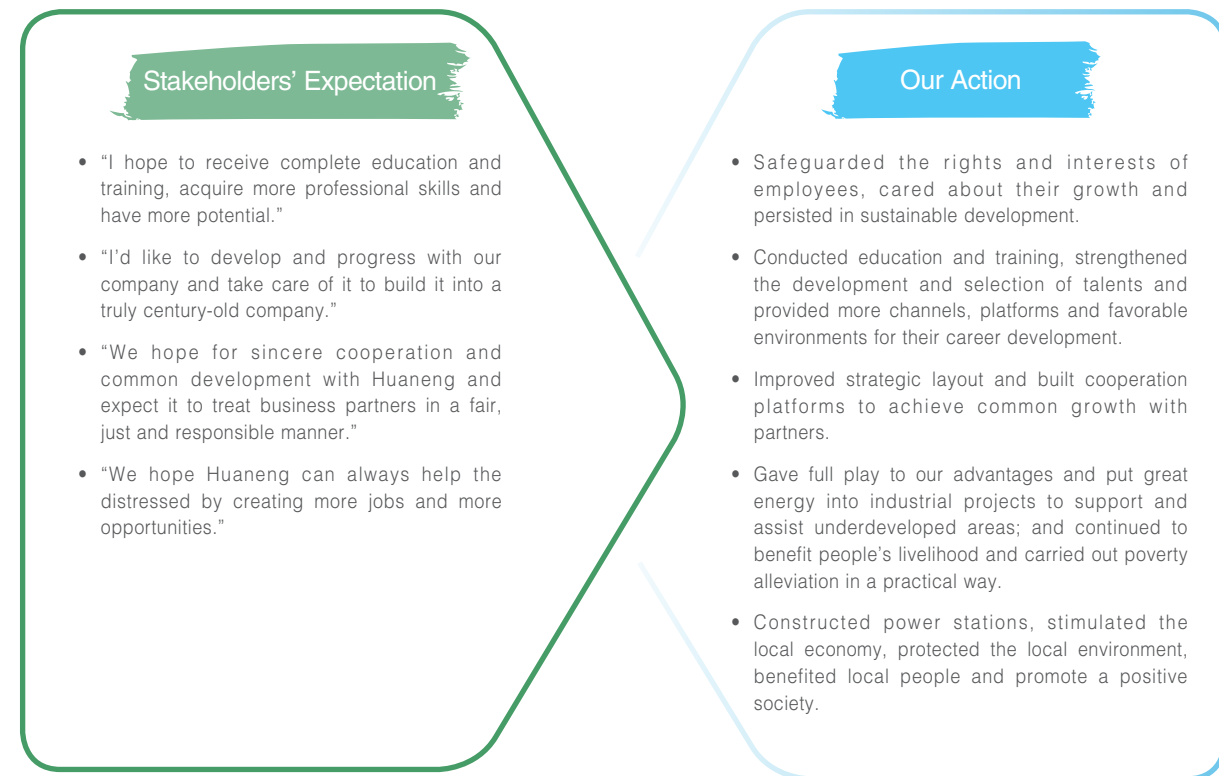 Stakeholders’ Expectation
• “I hope to receive complete education and
training, acquire more professional skills and
have more potential.”
• “I’d like to develop and progress with our
company and take care of it to build it into a
truly century-old company.”
• “We hope for sincere cooperation and
common development with Huaneng and
expect it to treat business partners in a fair,
just and responsible manner.”
• “We hope Huaneng can always help the
distressed by creating more jobs and more
opportunities.”
Our Action
• Safeguarded the rights and interests of
employees, cared about their growth and
persisted in sustainable development.
• Conducted education and training, strengthened
the development and selection of talents and
provided more channels, platforms and favorable
environments for their career development.
• Improved strategic layout and built cooperation
platforms to achieve common growth with
partners.
• Gave full play to our advantages and put great
energy into industrial projects to support and
assist underdeveloped areas; and continued to
benefit people’s livelihood and carried out poverty
alleviation in a practical way.
• Constructed power stations, stimulated the
local economy, protected the local environment,
benefited local people and promote a positive
society.